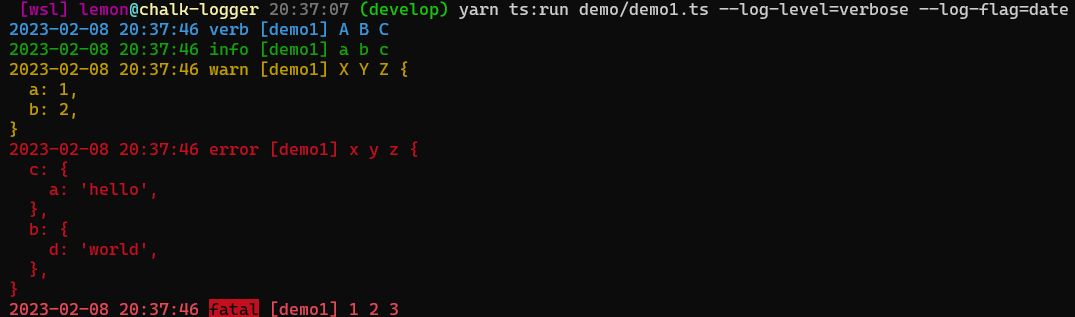 [wsl] lemon@chalk-logger 20:37:07 (develop) yarn ts:run demo/demo1.ts --log-level=verbose --log-flag=date
2023-02-08 20:37:46 verb [demo1] A B C
2023-02-08 20:37:46 info [demo1] a b c
2023-02-08 20:37:46 warn [demo1] X Y Z {
  a: 1,
  b: 2,
}
2023-02-08 20:37:46 error [demo1] x y z {
  c: {
    a: 'hello',
  },
  b: {
    d: 'world',
  },
}
2023-02-08 20:37:46 fatal [demo1] 1 2 3